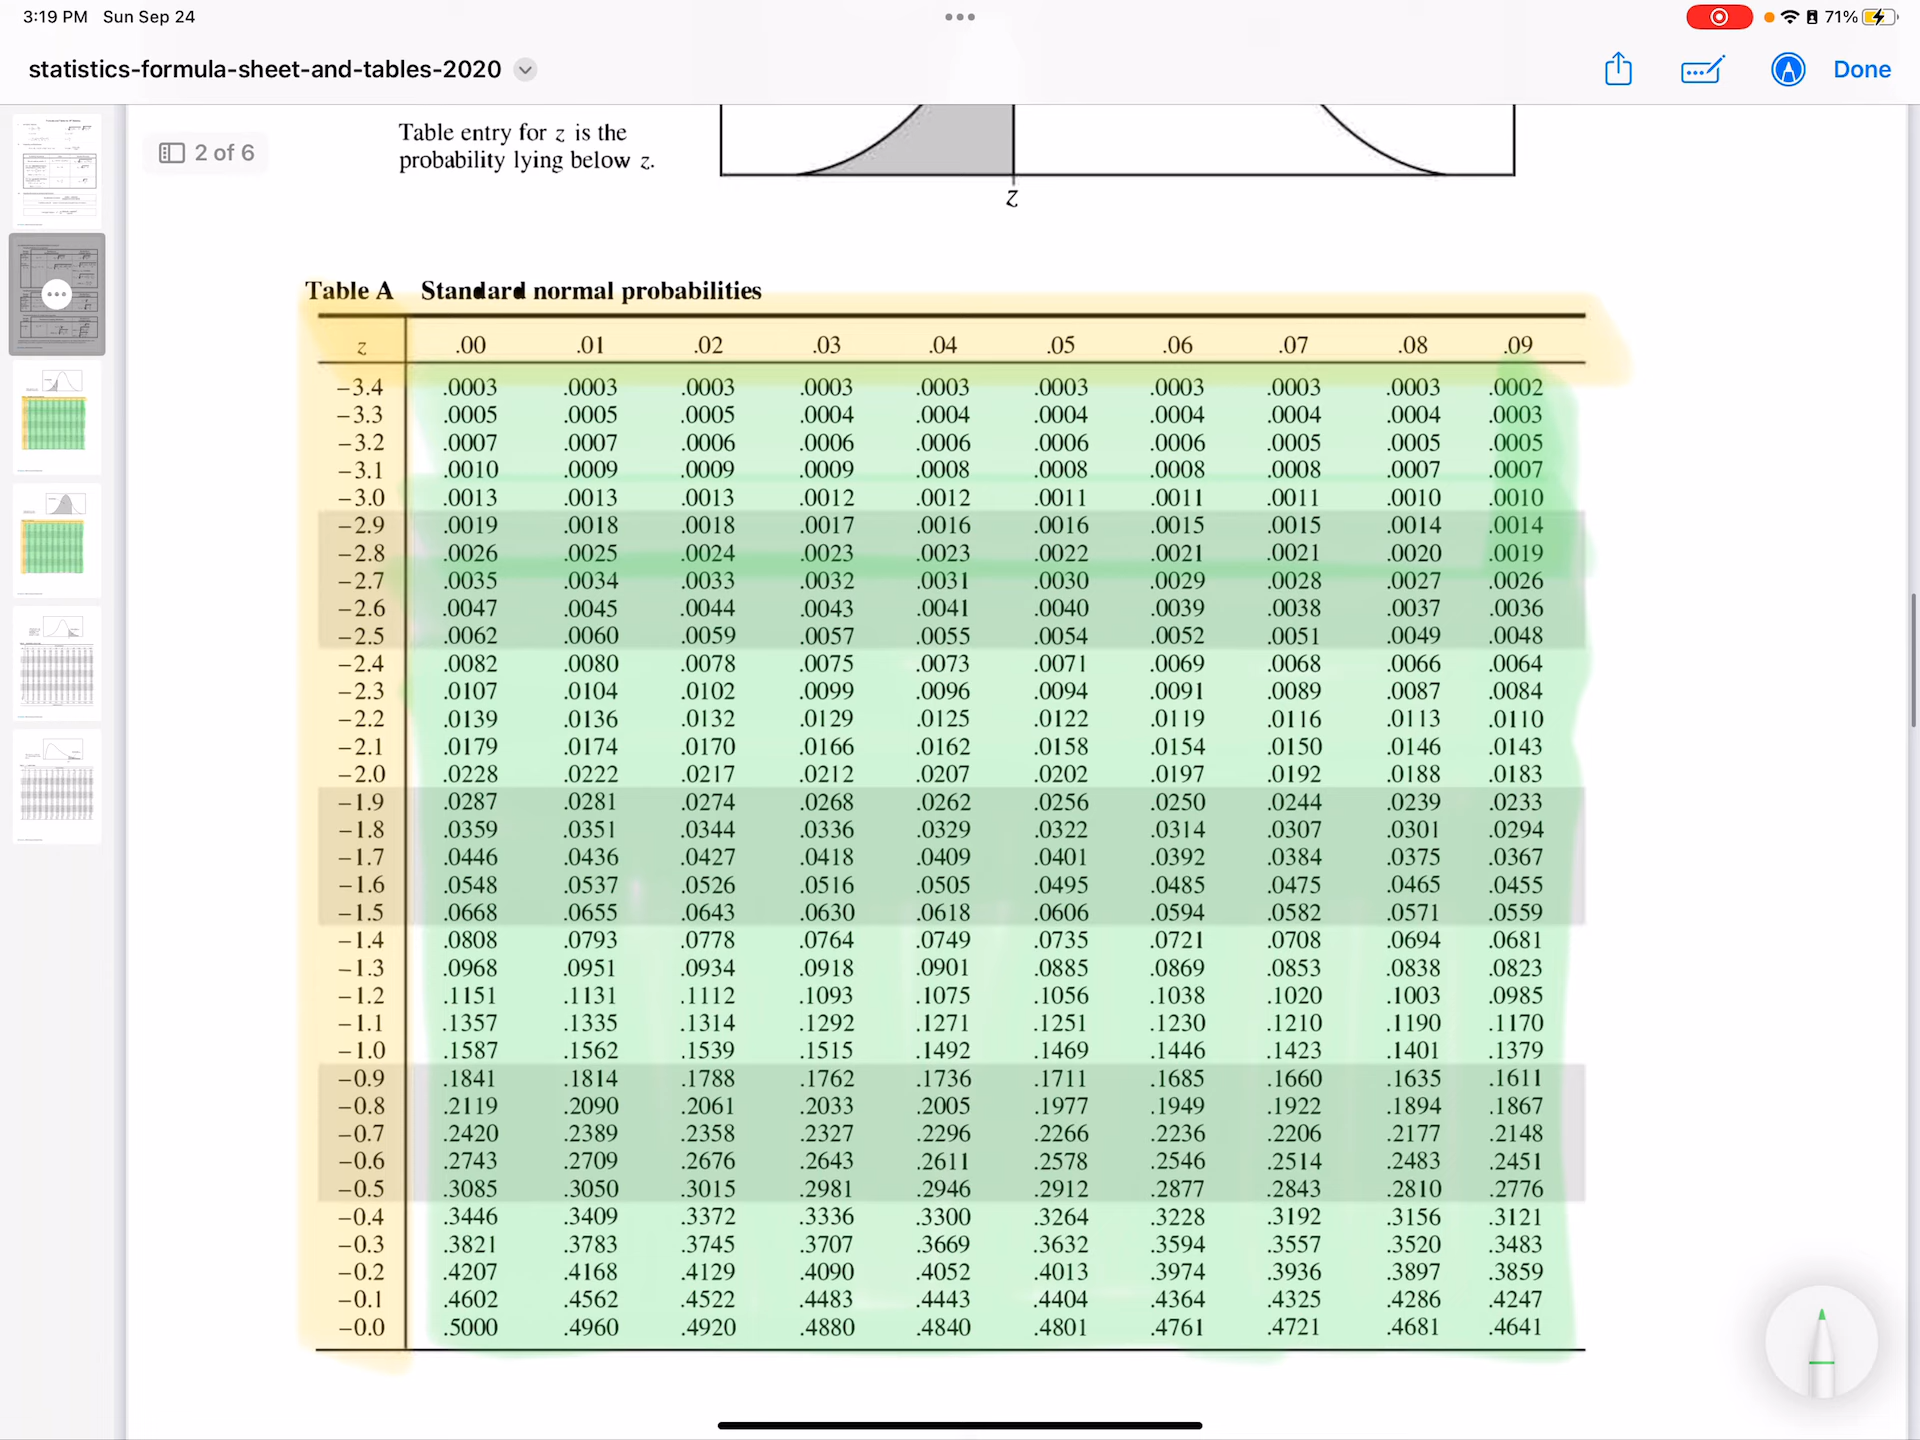 3:19 PM Sun Sep 24
71%
statistics-formula-sheet-and-tables-2020
Done
2 of 6
Table entry for z is the
probability lying below z.
z
Table A Standard normal probabilities
z .00 .01 .02 .03 .04 .05 .06 .07 .08 .09
−3.4 .0003 .0003 .0003 .0003 .0003 .0003 .0003 .0003 .0003 .0002
−3.3 .0005 .0005 .0005 .0004 .0004 .0004 .0004 .0004 .0004 .0003
−3.2 .0007 .0007 .0006 .0006 .0006 .0006 .0006 .0005 .0005 .0005
−3.1 .0010 .0009 .0009 .0009 .0008 .0008 .0008 .0008 .0007 .0007
−3.0 .0013 .0013 .0013 .0012 .0012 .0011 .0011 .0011 .0010 .0010
−2.9 .0019 .0018 .0018 .0017 .0016 .0016 .0015 .0015 .0014 .0014
−2.8 .0026 .0025 .0024 .0023 .0023 .0022 .0021 .0021 .0020 .0019
−2.7 .0035 .0034 .0033 .0032 .0031 .0030 .0029 .0028 .0027 .0026
−2.6 .0047 .0045 .0044 .0043 .0041 .0040 .0039 .0038 .0037 .0036
−2.5 .0062 .0060 .0059 .0057 .0055 .0054 .0052 .0051 .0049 .0048
−2.4 .0082 .0080 .0078 .0075 .0073 .0071 .0069 .0068 .0066 .0064
−2.3 .0107 .0104 .0102 .0099 .0096 .0094 .0091 .0089 .0087 .0084
−2.2 .0139 .0136 .0132 .0129 .0125 .0122 .0119 .0116 .0113 .0110
−2.1 .0179 .0174 .0170 .0166 .0162 .0158 .0154 .0150 .0146 .0143
−2.0 .0228 .0222 .0217 .0212 .0207 .0202 .0197 .0192 .0188 .0183
−1.9 .0287 .0281 .0274 .0268 .0262 .0256 .0250 .0244 .0239 .0233
−1.8 .0359 .0351 .0344 .0336 .0329 .0322 .0314 .0307 .0301 .0294
−1.7 .0446 .0436 .0427 .0418 .0409 .0401 .0392 .0384 .0375 .0367
−1.6 .0548 .0537 .0526 .0516 .0505 .0495 .0485 .0475 .0465 .0455
−1.5 .0668 .0655 .0643 .0630 .0618 .0606 .0594 .0582 .0571 .0559
−1.4 .0808 .0793 .0778 .0764 .0749 .0735 .0721 .0708 .0694 .0681
−1.3 .0968 .0951 .0934 .0918 .0901 .0885 .0869 .0853 .0838 .0823
−1.2 .1151 .1131 .1112 .1093 .1075 .1056 .1038 .1020 .1003 .0985
−1.1 .1357 .1335 .1314 .1292 .1271 .1251 .1230 .1210 .1190 .1170
−1.0 .1587 .1562 .1539 .1515 .1492 .1469 .1446 .1423 .1401 .1379
−0.9 .1841 .1814 .1788 .1762 .1736 .1711 .1685 .1660 .1635 .1611
−0.8 .2119 .2090 .2061 .2033 .2005 .1977 .1949 .1922 .1894 .1867
−0.7 .2420 .2389 .2358 .2327 .2296 .2266 .2236 .2206 .2177 .2148
−0.6 .2743 .2709 .2676 .2643 .2611 .2578 .2546 .2514 .2483 .2451
−0.5 .3085 .3050 .3015 .2981 .2946 .2912 .2877 .2843 .2810 .2776
−0.4 .3446 .3409 .3372 .3336 .3300 .3264 .3228 .3192 .3156 .3121
−0.3 .3821 .3783 .3745 .3707 .3669 .3632 .3594 .3557 .3520 .3483
−0.2 .4207 .4168 .4129 .4090 .4052 .4013 .3974 .3936 .3897 .3859
−0.1 .4602 .4562 .4522 .4483 .4443 .4404 .4364 .4325 .4286 .4247
−0.0 .5000 .4960 .4920 .4880 .4840 .4801 .4761 .4721 .4681 .4641